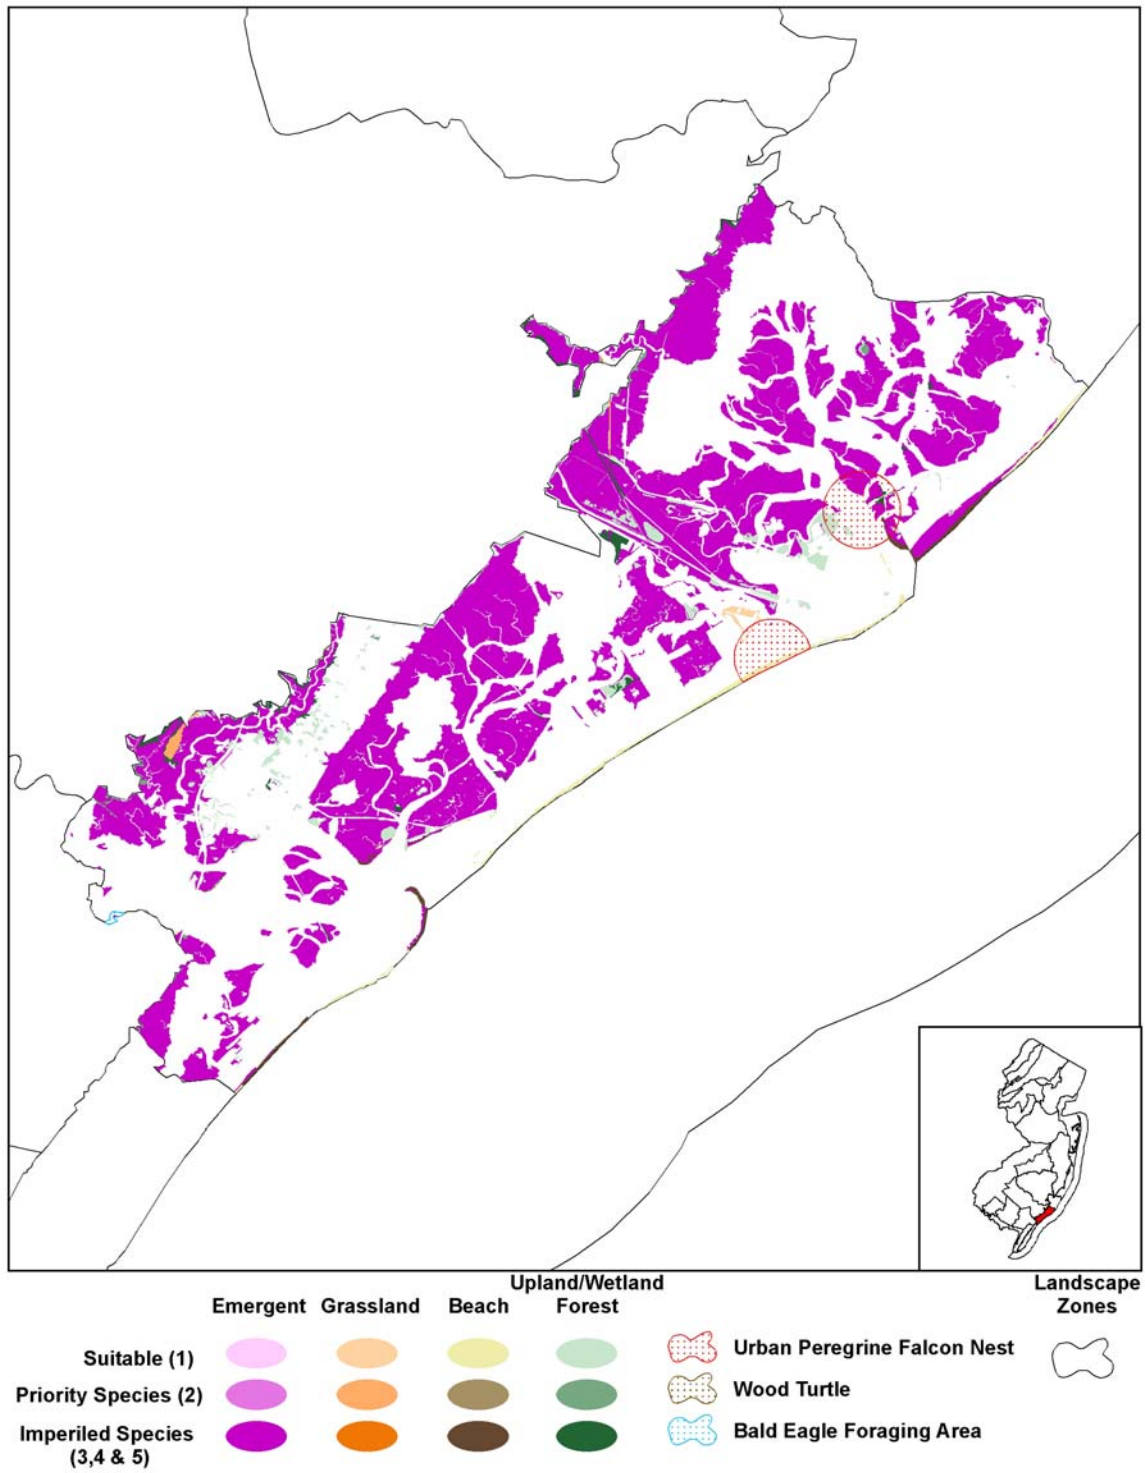 Upland/Wetland
Landscape
Emergent Grassland Beach Forest
Zones
Suitable (1)
Urban Peregrine Falcon Nest
Priority Species (2)
Wood Turtle
Imperiled Species
(3,4 & 5)
Bald Eagle Foraging Area